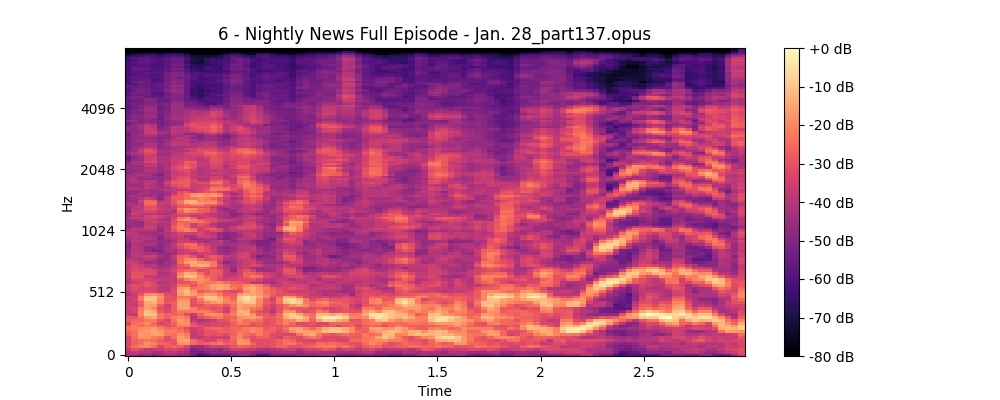 6 - Nightly News Full Episode - Jan. 28_part137.opus
Hz
4096
2048
1024
512
0
0
0.5
1
1.5
2
2.5
Time
+0 dB
-10 dB
-20 dB
-30 dB
-40 dB
-50 dB
-60 dB
-70 dB
-80 dB